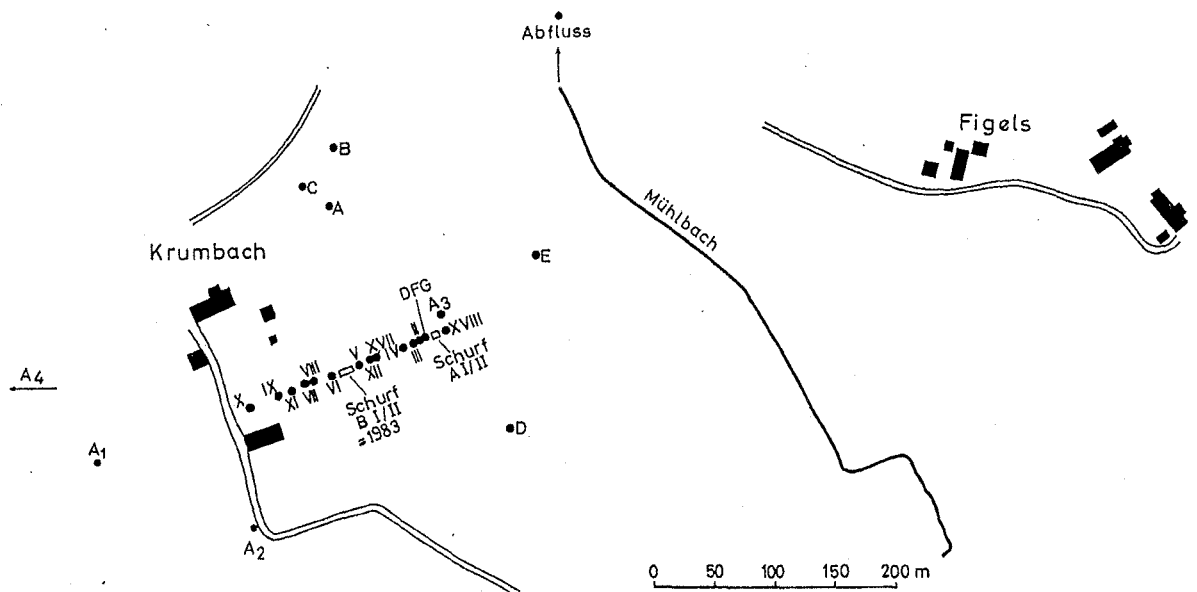 Abfluss
Figels
B
C
A
Mühlbach
Krumbach
E
DFG
A3
II
XVIII
XVII
IV
III
V
XII
Schurf
A I/II
VIII
VI
IX
VII
XI
X
Schurf
B I/II
=1983
A4
D
A1
A2
0 50 100 150 200 m